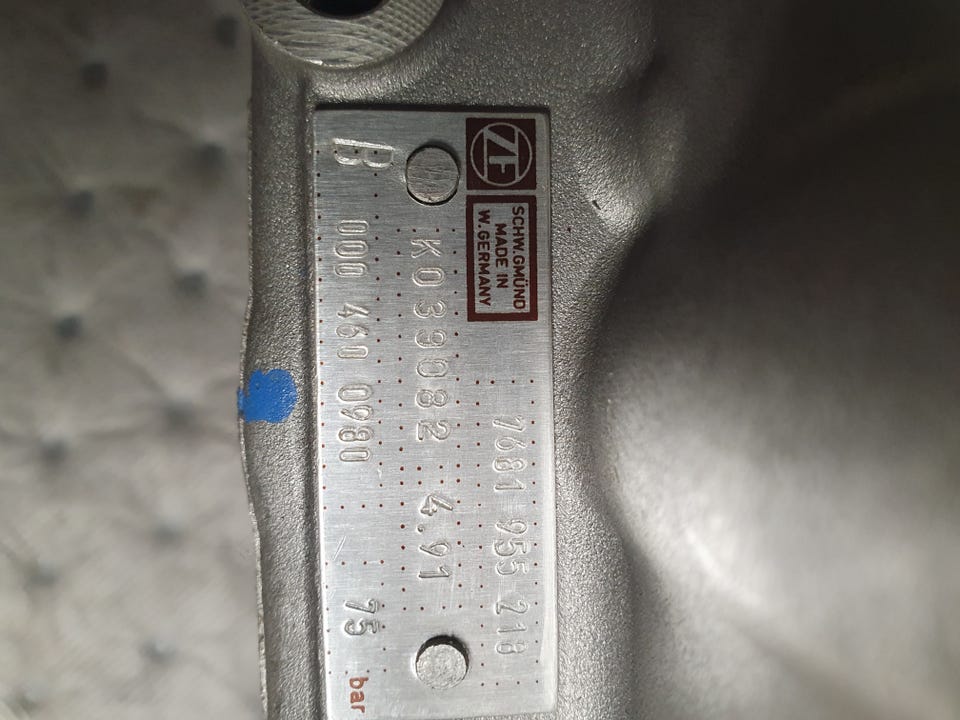 ZF
SCHW.GMÜND
MADE IN
W.GERMANY
7681 955 218
K039082 4.91
B 000 460 0980 75 bar